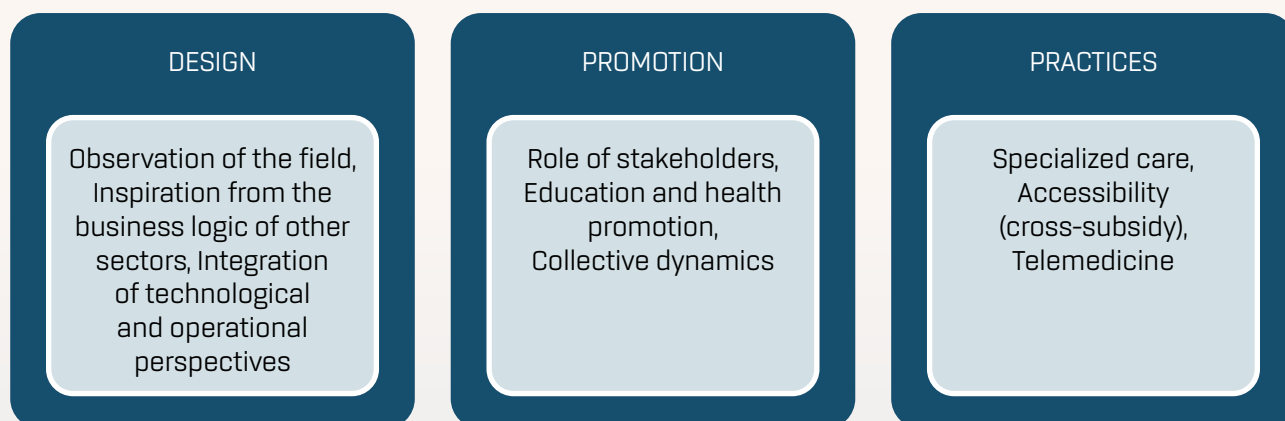 DESIGN
Observation of the field,
Inspiration from the
business logic of other
sectors, Integration
of technological
and operational
perspectives
PROMOTION
Role of stakeholders,
Education and health
promotion,
Collective dynamics
PRACTICES
Specialized care,
Accessibility
(cross-subsidy),
Telemedicine